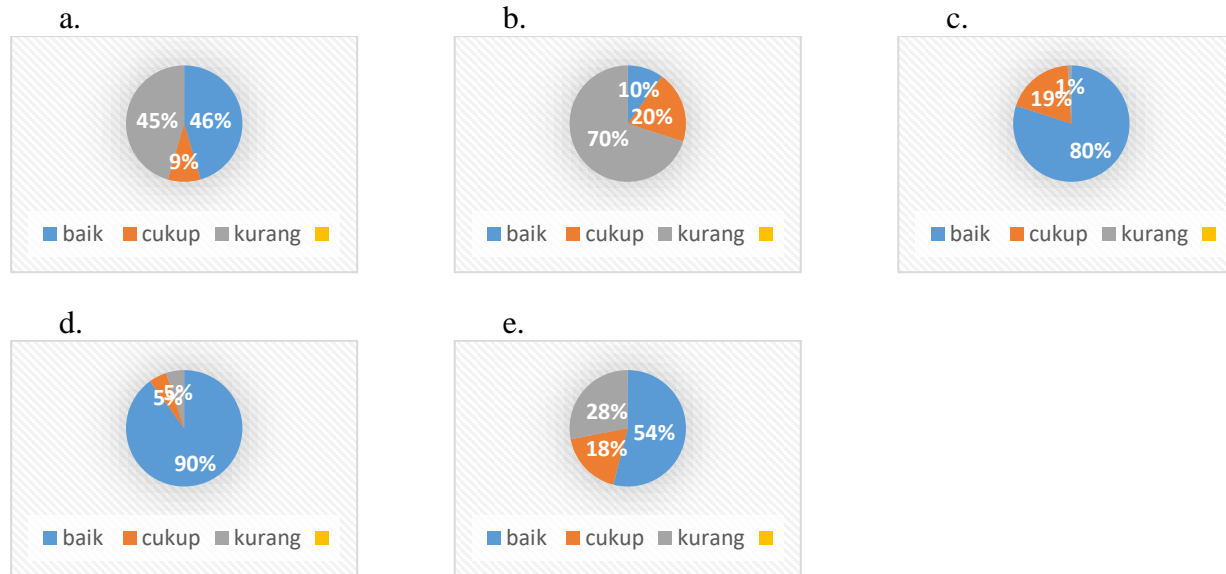 a.
46%
9%
45%
baik cukup kurang
b.
10%
20%
70%
baik cukup kurang
c.
1%
19%
80%
baik cukup kurang
d.
5%
5%
90%
baik cukup kurang
e.
28%
54%
18%
baik cukup kurang